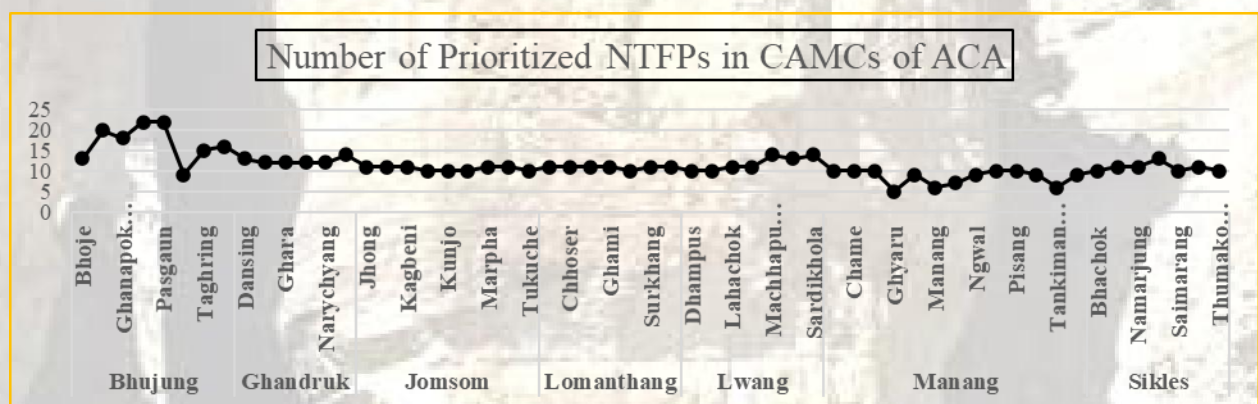 Number of Prioritized NTFPs in CAMCs of ACA
25
20
15
10
5
0
Bhoje
Ghanapok…
Pasgaun
Taghring
Dansing
Ghara
Narychyang
Jhong
Kagbeni
Kunjo
Marpha
Tukuche
Chhoser
Ghami
Surkhang
Dhampus
Lahachok
Machhapu…
Sardikhola
Chame
Ghyaru
Manang
Ngwal
Pisang
Tankiman…
Bhachok
Namarjung
Saimarang
Thumako…
Bhujung Ghandruk Jomsom Lomanthang Lwang Manang Sikles